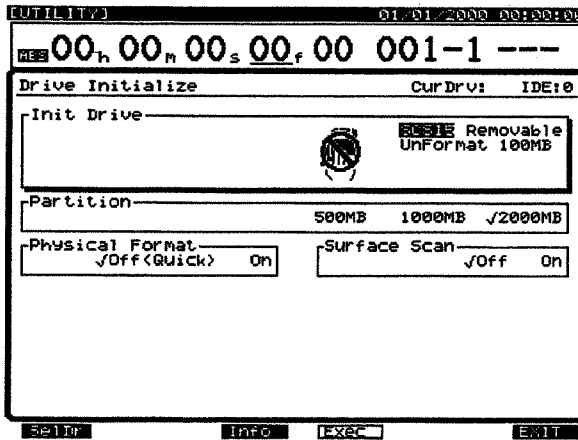 [UTILITY] 01/01/2000 00:00:00
MES 00h 00m 00s 00f 00 001-1 ---
Drive Initialize CurDrv: IDE:0
Init Drive
Removable
UnFormat 100MB
Partition
500MB 1000MB √2000MB
Physical Format Surface Scan
√Off(Quick) On √Off On
SelDr Info Exec EXIT